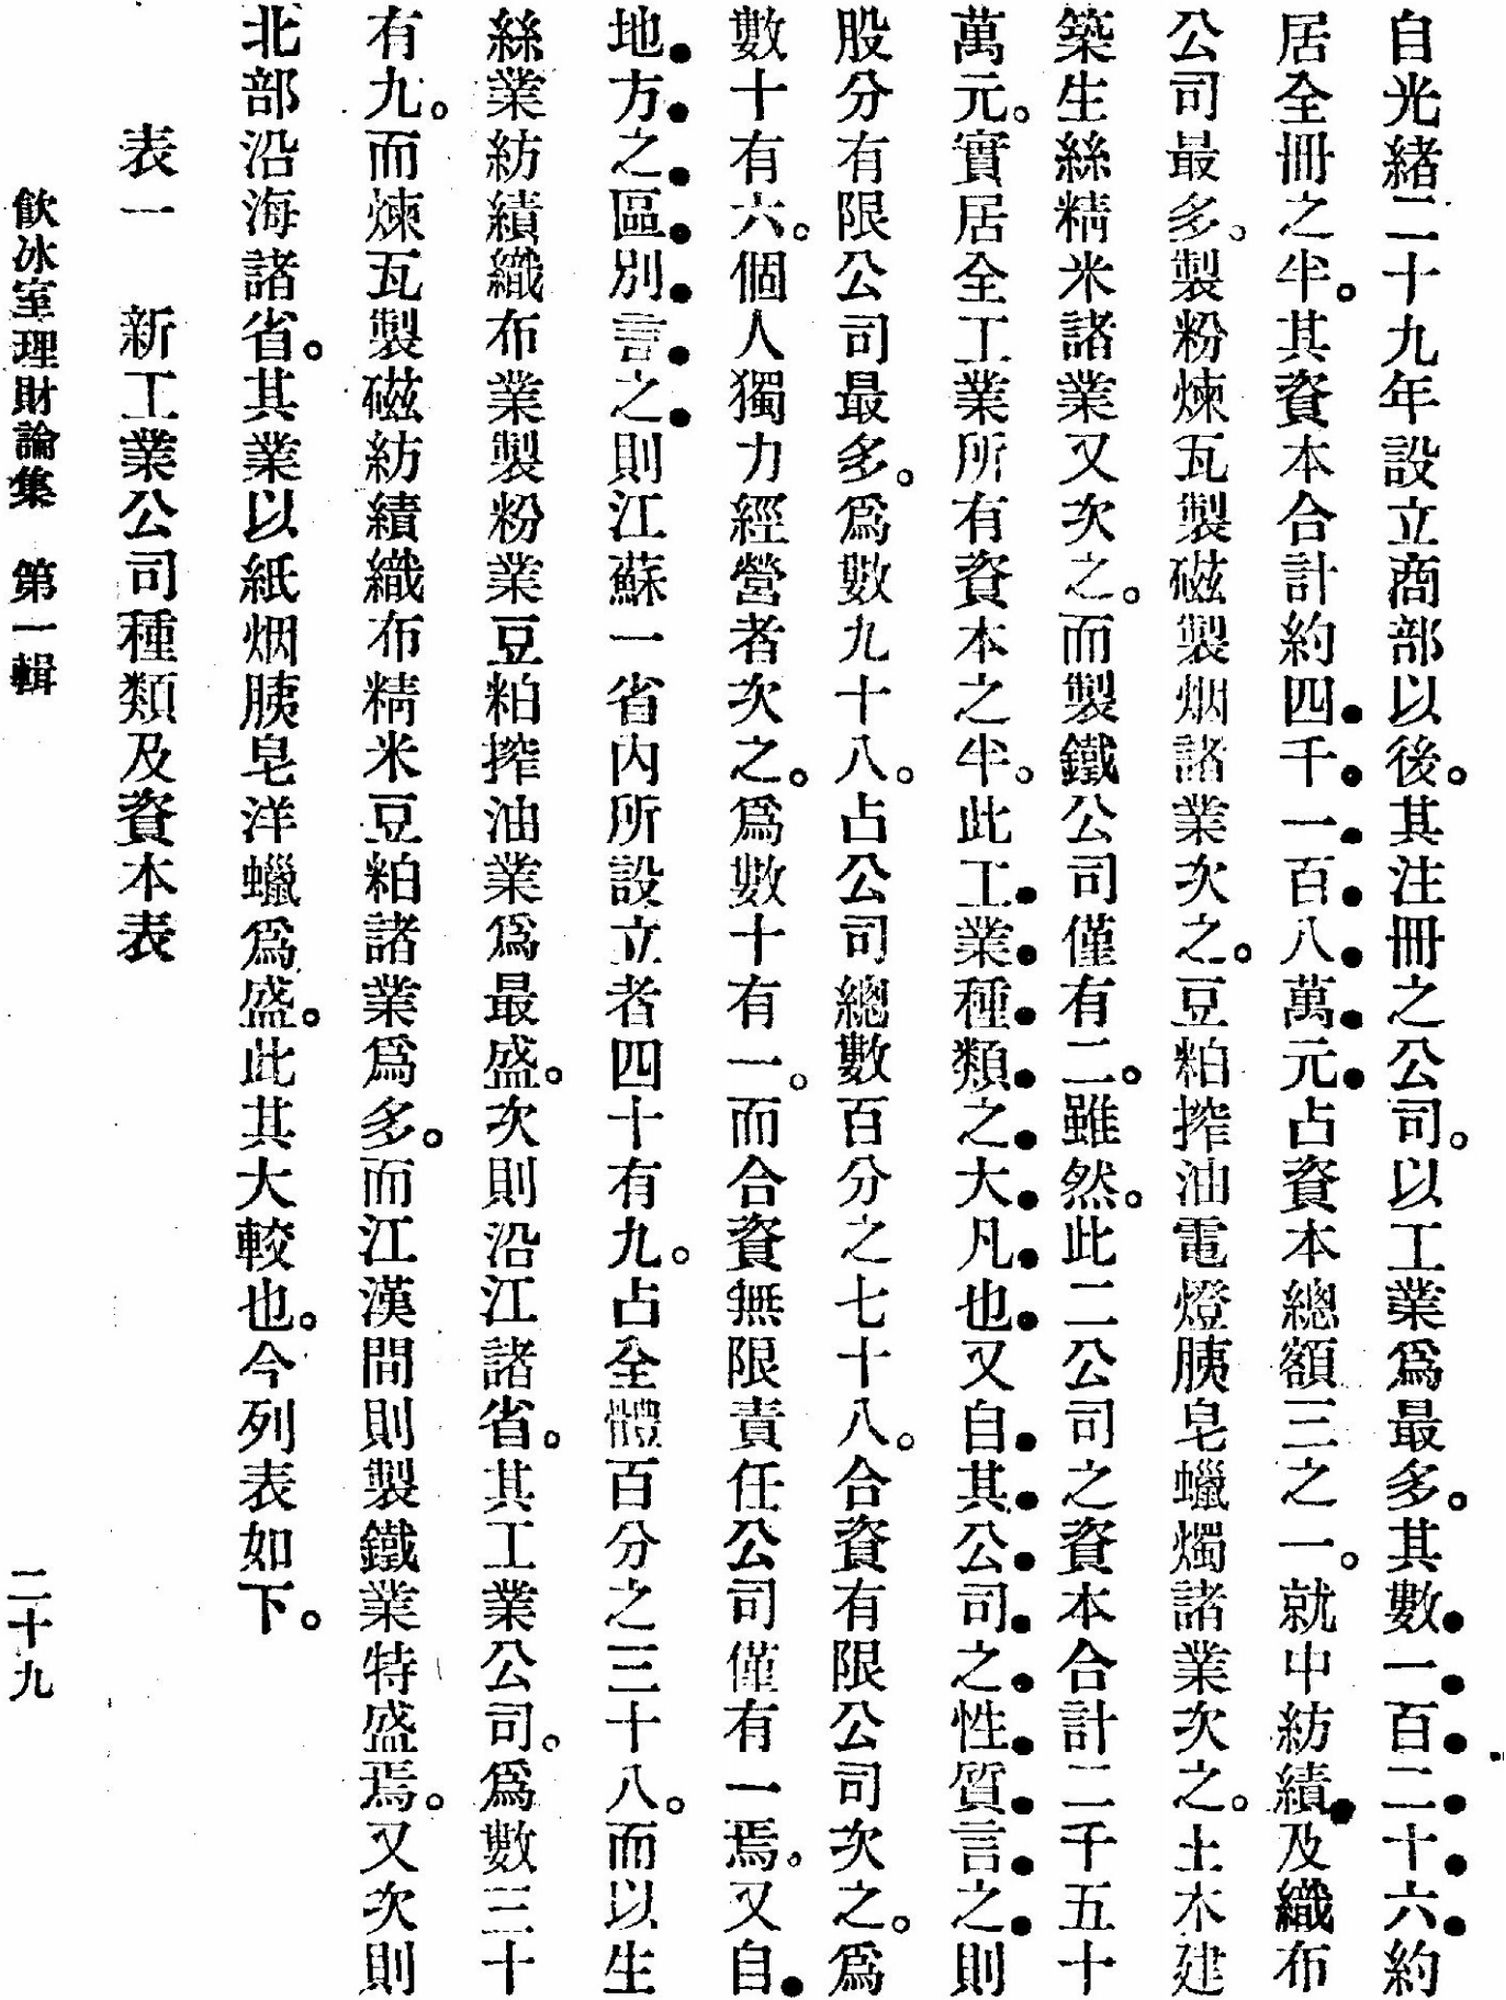 自光緒二十九年設立商部以後。其注冊之公司。以工業爲最多。其數一百二十六約
居全冊之半。其資本合計約四千一百八萬元占資本總額三之一。就中紡績及織布
公司最多。製粉煉瓦製磁製烟諸業次之。豆粕搾油電燈胰皂蠟燭諸業次之。土木建
築生絲精米諸業又次之。而製鐵公司僅有二。雖然。此二公司之資本合計二千五十
萬元。實居全工業所有資本之半。此工業種類之大凡也又自其公司之性質言之則
股分有限公司最多。爲數九十八。占公司總數百分之七十八。合資有限公司次之。爲
數十有六。個人獨力經營者次之。爲數十有一。而合資無限責任公司僅有一焉。又自
地方之區別言之則江蘇一省內所設立者四十有九。占全體百分之三十八。而以生
絲業紡績織布業製粉業豆粕搾油業爲最盛。次則沿江諸省。其工業公司。爲數三十
有九。而煉瓦製磁紡績織布精米豆粕諸業爲多。而江漢間則製鐵業特盛焉。又次則
北部沿海諸省。其業以紙烟胰皂洋蠟爲盛。此其大較也。今列表如下。
表一　新工業公司種類及資本表
飲冰室理財論集　第一輯　二十九